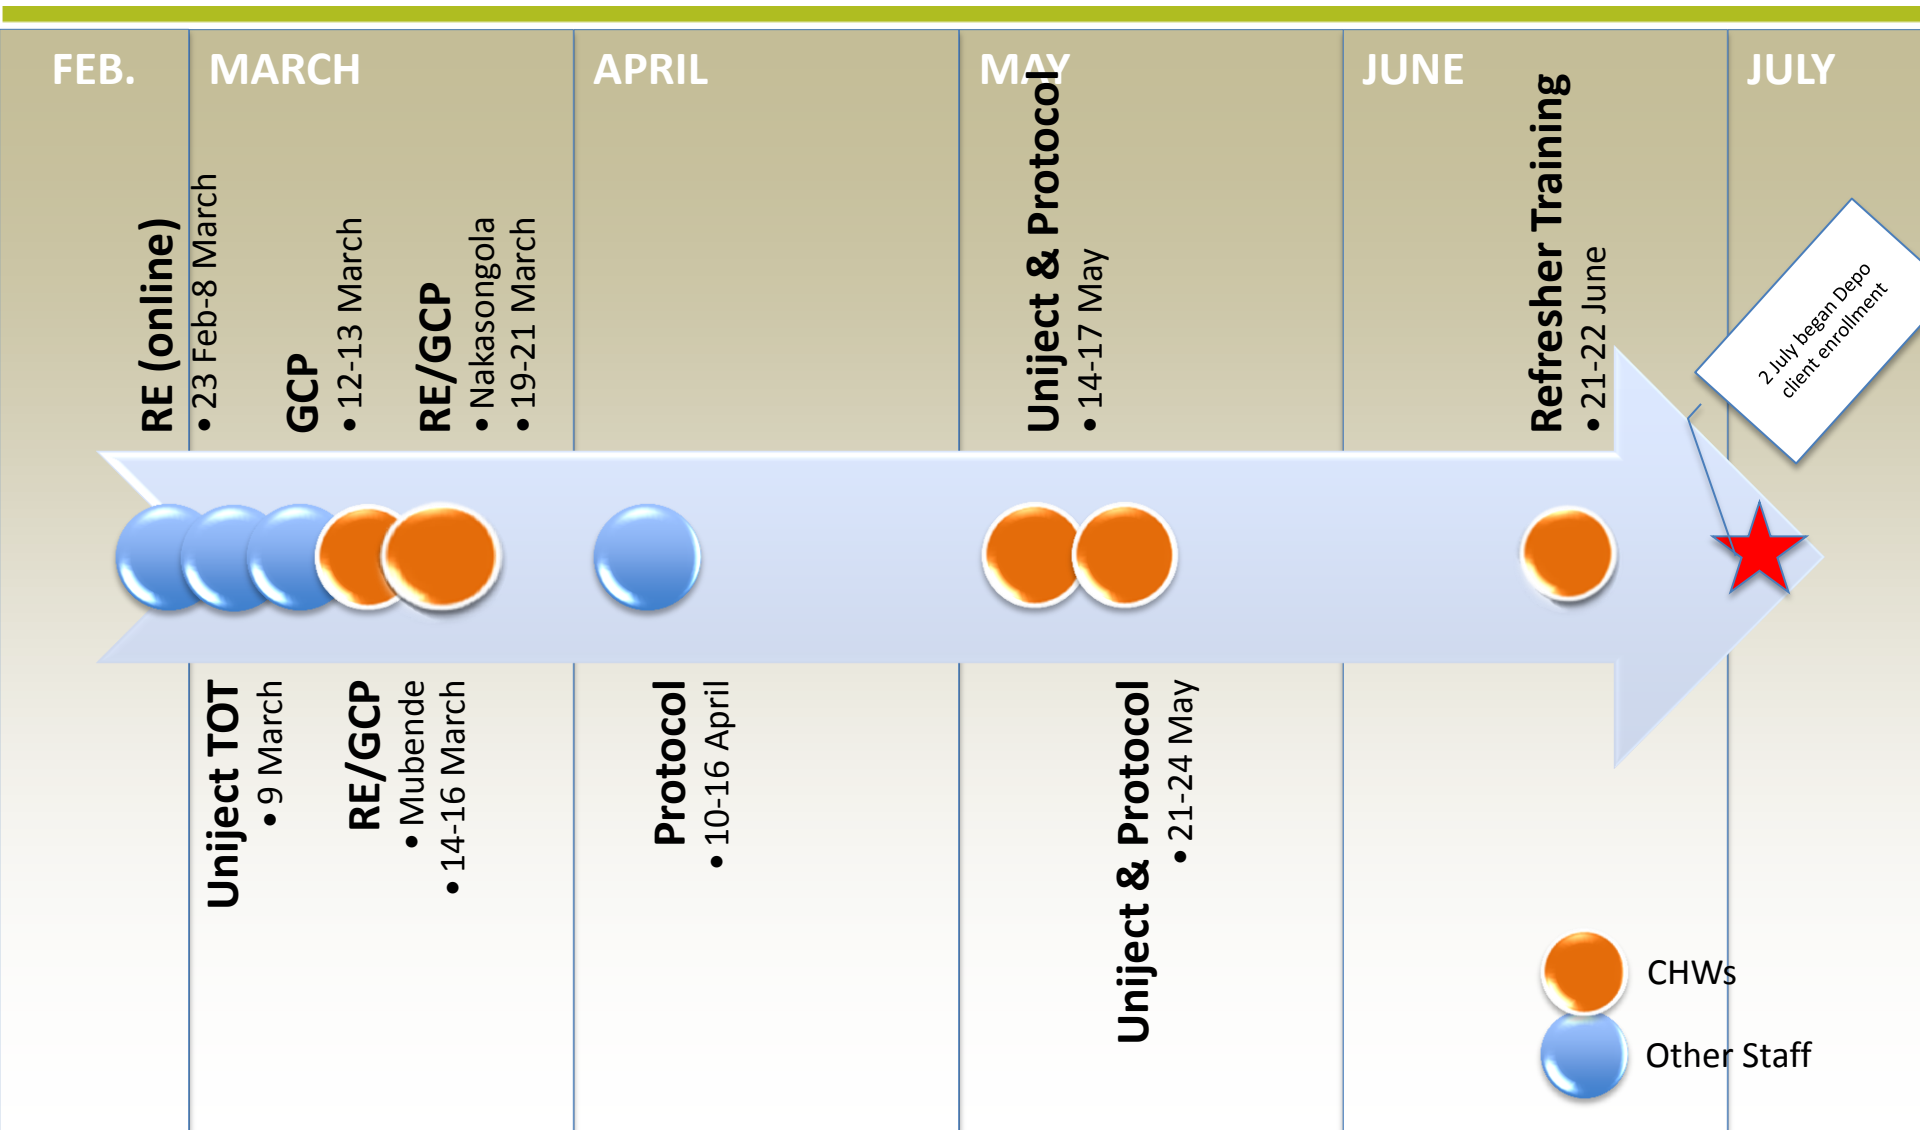 FEB.
MARCH
APRIL
MAY
JUNE
JULY
RE (online)
• 23 Feb-8 March
GCP
• 12-13 March
RE/GCP
• Nakasongola
• 19-21 March
Uniject & Protocol
• 14-17 May
Refresher Training
• 21-22 June
2 July began Depo
client enrollment
Uniject TOT
• 9 March
RE/GCP
• Mubende
• 14-16 March
Protocol
• 10-16 April
Uniject & Protocol
• 21-24 May
CHWs
Other Staff